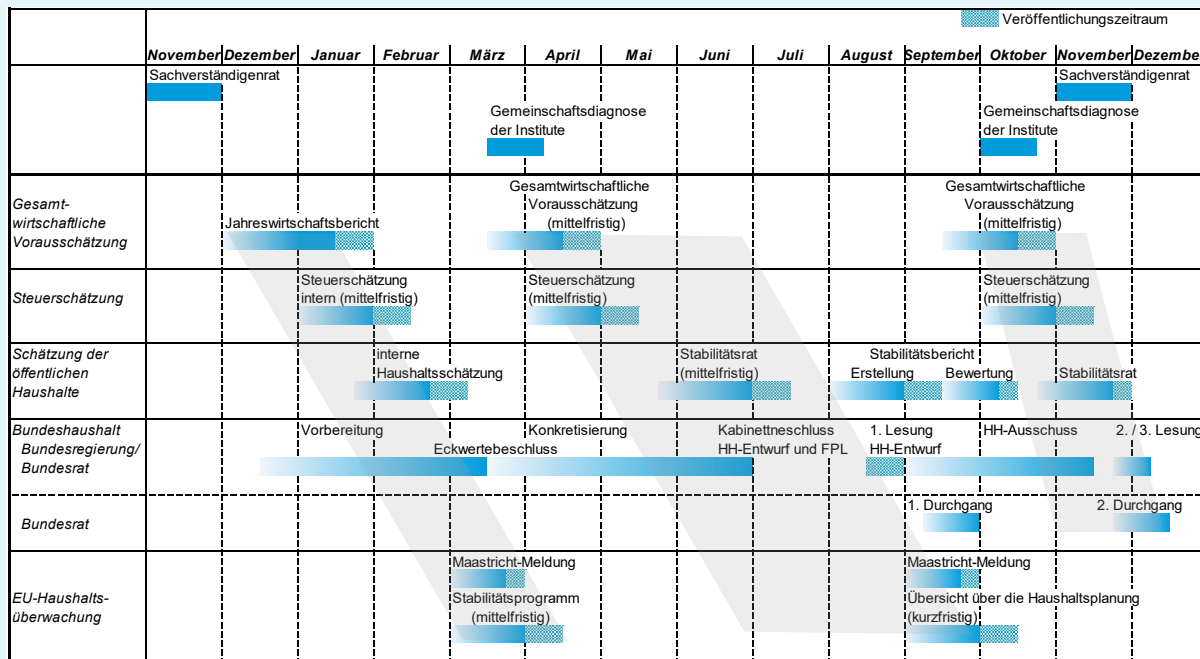 Veröffentlichungszeitraum
November Dezember Januar Februar März April Mai Juni Juli August September Oktober November Dezember
Sachverständigenrat
Sachverständigenrat
Gemeinschaftsdiagnose
der Institute
Gemeinschaftsdiagnose
der Institute
Gesamt-
wirtschaftliche
Vorausschätzung
Jahreswirtschaftsbericht
Gesamtwirtschaftliche
Vorausschätzung
(mittelfristig)
Gesamtwirtschaftliche
Vorausschätzung
(mittelfristig)
Steuerschätzung
Steuerschätzung
intern (mittelfristig)
Steuerschätzung
(mittelfristig)
Steuerschätzung
(mittelfristig)
Schätzung der
öffentlichen
Haushalte
interne
Haushaltsschätzung
Stabilitätsrat
(mittelfristig)
Stabilitätsbericht
Erstellung
Bewertung
Stabilitätsrat
Bundeshaushalt
Bundesregierung/
Bundesrat
Vorbereitung
Eckwertebeschluss
Konkretisierung
Kabinettneschluss
HH-Entwurf und FPL
1. Lesung
HH-Entwurf
HH-Ausschuss
2. / 3. Lesung
Bundesrat
1. Durchgang
2. Durchgang
EU-Haushalts-
überwachung
Maastricht-Meldung
Stabilitätsprogramm
(mittelfristig)
Maastricht-Meldung
Übersicht über die Haushaltsplanung
(kurzfristig)